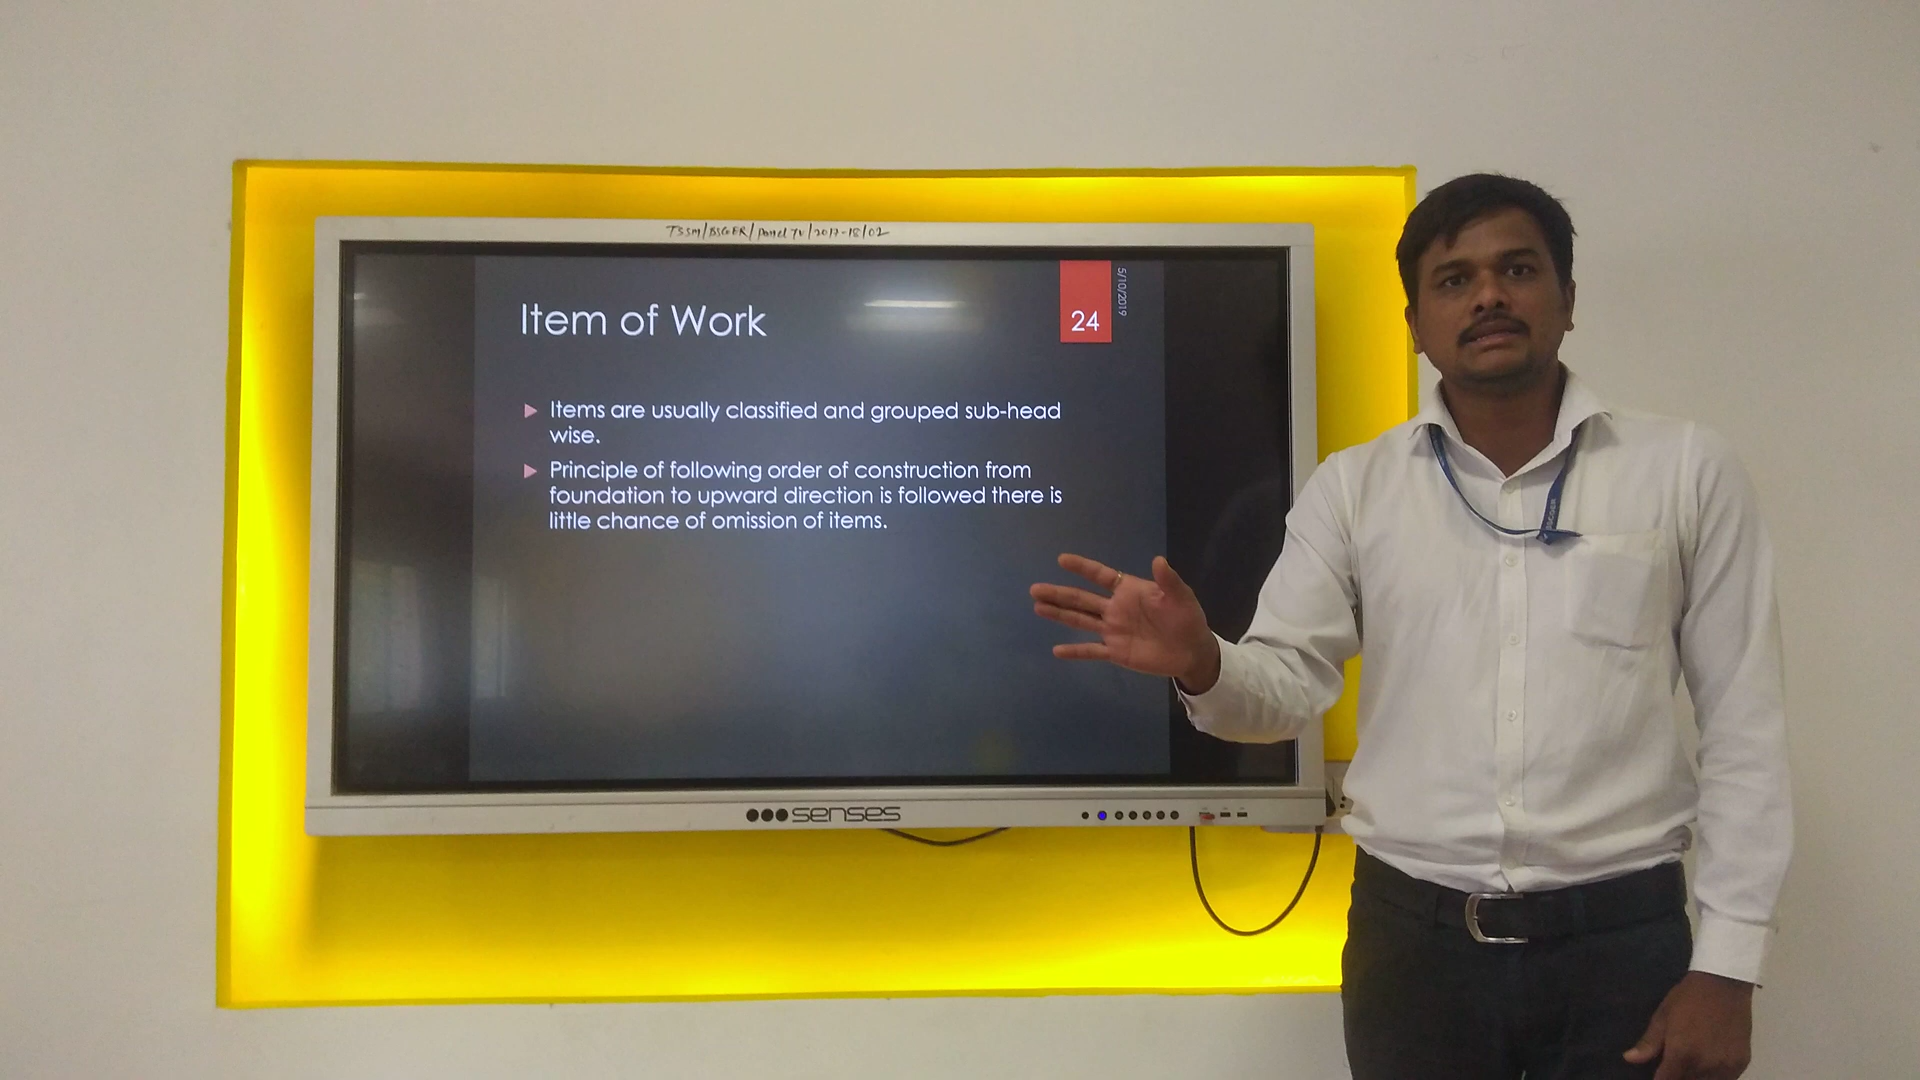 TSSM/BSCOER/Panel TV/2017-18/02
Item of Work
24
5/10/2019
Items are usually classified and grouped sub-head
wise.
Principle of following order of construction from
foundation to upward direction is followed there is
little chance of omission of items.
senses
BSCOER